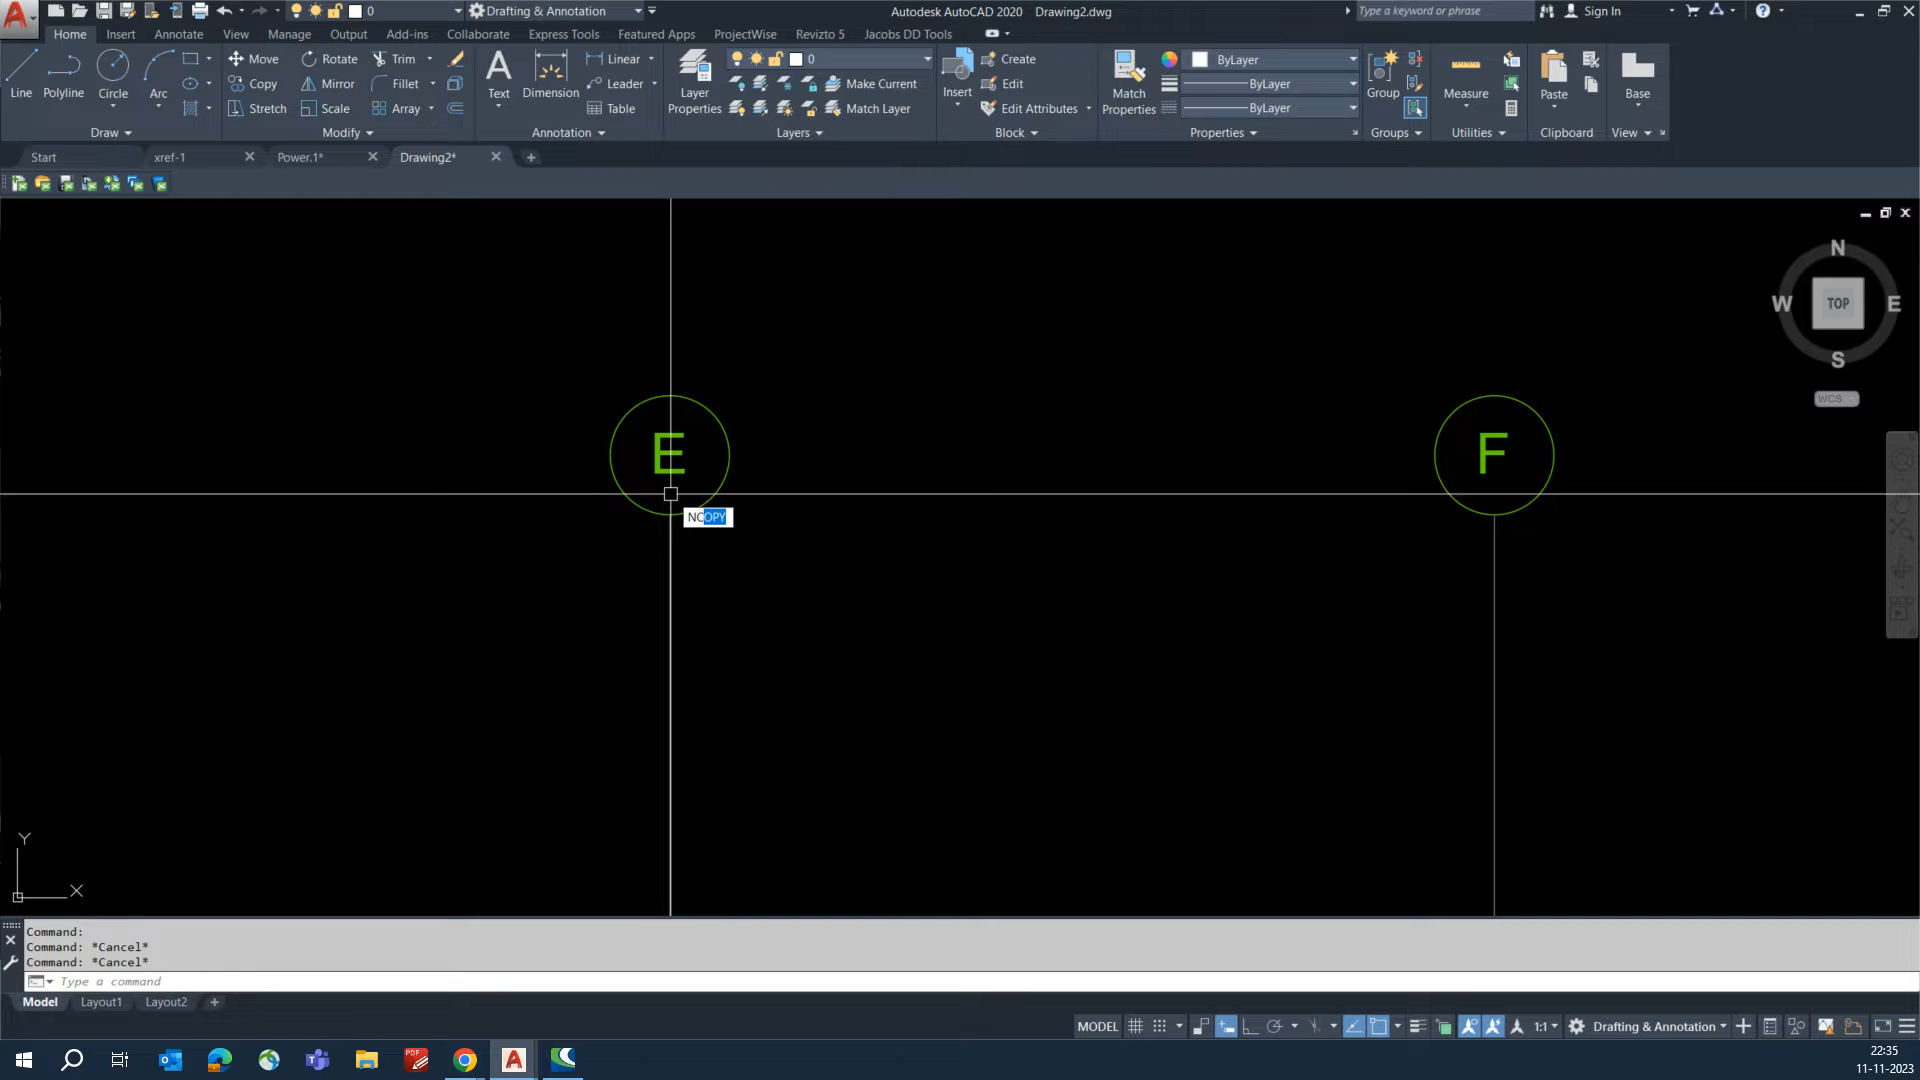 A 0 Drafting & Annotation Autodesk AutoCAD 2020 Drawing2.dwg Type a keyword or phrase Sign In ?
Home Insert Annotate View Manage Output Add-ins Collaborate Express Tools Featured Apps ProjectWise Revizto 5 Jacobs DD Tools
Move Rotate Trim Linear 0 Create ByLayer
Line Polyline Circle Arc Copy Mirror Fillet A Text Dimension Leader Layer Properties Make Current Insert Edit Match Properties ByLayer Group Measure Paste Base
Stretch Scale Array Table Match Layer Edit Attributes ByLayer
Draw Modify Annotation Layers Block Properties Groups Utilities Clipboard View
Start xref-1 Power.1* Drawing2*
N
W TOP E
S
WCS
E F
NCOPY
Y
X
Command:
Command: *Cancel*
Command: *Cancel*
Type a command
Model Layout1 Layout2 +
MODEL 1:1 Drafting & Annotation
PDF A
22:35
11-11-2023